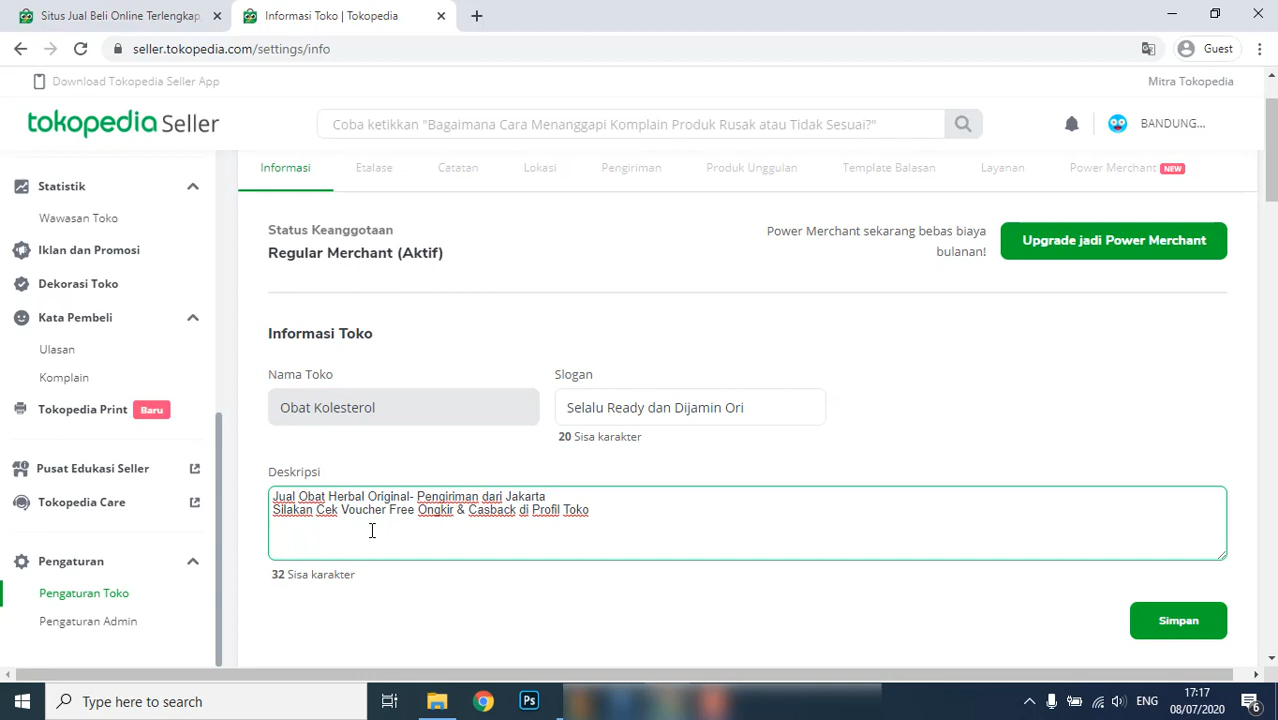 Situs Jual Beli Online Terlengkap,
Informasi Toko | Tokopedia
seller.tokopedia.com/settings/info
Guest
Download Tokopedia Seller App
Mitra Tokopedia
tokopedia Seller
Coba ketikkan "Bagaimana Cara Menanggapi Komplain Produk Rusak atau Tidak Sesuai?"
BANDUNG...
Informasi
Etalase
Catatan
Lokasi
Pengiriman
Produk Unggulan
Template Balasan
Layanan
Power Merchant NEW
Statistik
Wawasan Toko
Iklan dan Promosi
Dekorasi Toko
Kata Pembeli
Ulasan
Komplain
Tokopedia Print Baru
Pusat Edukasi Seller
Tokopedia Care
Pengaturan
Pengaturan Toko
Pengaturan Admin
Status Keanggotaan
Regular Merchant (Aktif)
Power Merchant sekarang bebas biaya
bulanan!
Upgrade jadi Power Merchant
Informasi Toko
Nama Toko
Obat Kolesterol
Slogan
Selalu Ready dan Dijamin Ori
20 Sisa karakter
Deskripsi
Jual Obat Herbal Original- Pengiriman dari Jakarta
Silakan Cek Voucher Free Ongkir & Casback di Profil Toko
32 Sisa karakter
Simpan
Type here to search
Ps
ENG
17:17
08/07/2020
6